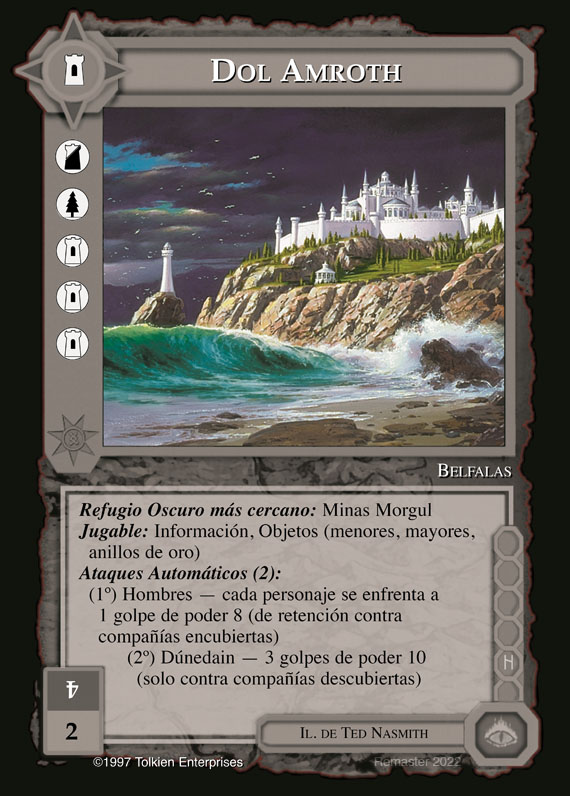 Dol Amroth
Belfalas
Refugio Oscuro más cercano: Minas Morgul
Jugable: Información, Objetos (menores, mayores,
anillos de oro)
Ataques Automáticos (2):
(1º) Hombres — cada personaje se enfrenta a
1 golpe de poder 8 (de retención contra
compañías encubiertas)
(2º) Dúnedain — 3 golpes de poder 10
(solo contra compañías descubiertas)
2
Il. de Ted Nasmith
©1997 Tolkien Enterprises
Remaster 2022